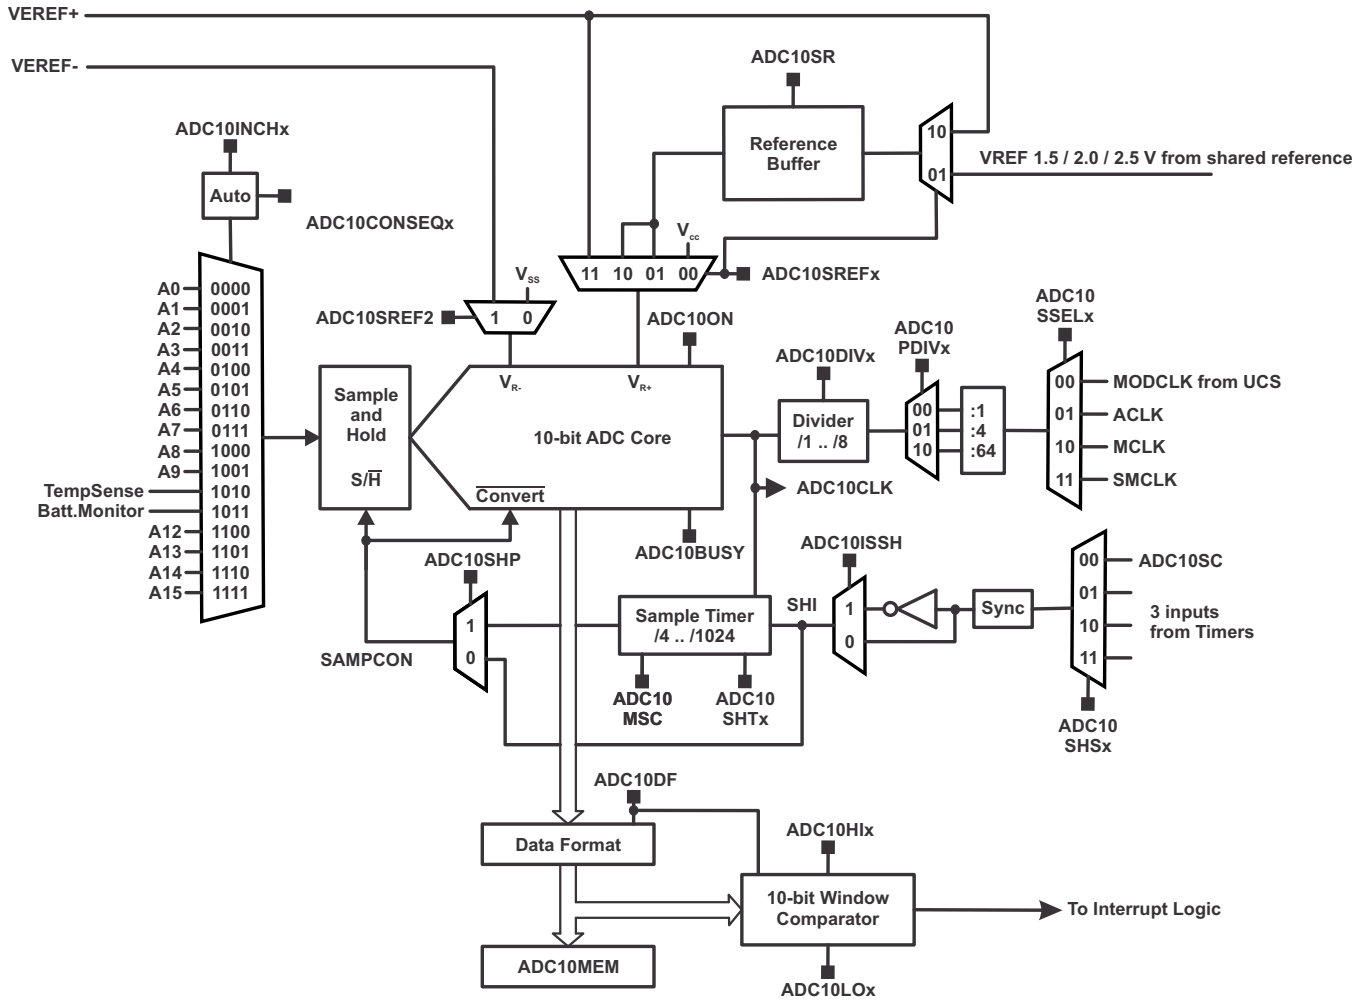 VEREF+
VEREF-
ADC10SR
Reference
Buffer
10
01
VREF 1.5 / 2.0 / 2.5 V from shared reference
ADC10INCHx
Auto
ADC10CONSEQx
Vcc
11 10 01 00
ADC10SREFx
VSS
ADC10SREF2
1 0
ADC10ON
A0 0000
A1 0001
A2 0010
A3 0011
A4 0100
A5 0101
A6 0110
A7 0111
A8 1000
A9 1001
TempSense 1010
Batt.Monitor 1011
A12 1100
A13 1101
A14 1110
A15 1111
Sample
and
Hold
S/H̅
VR-
VR+
10-bit ADC Core
Convert
ADC10BUSY
ADC10DIVx
Divider
/1 .. /8
ADC10
PDIVx
00 :1
01 :4
10 :64
ADC10
SSELx
00 MODCLK from UCS
01 ACLK
10 MCLK
11 SMCLK
ADC10CLK
ADC10SHP
1
0
SAMPCON
Sample Timer
/4 .. /1024
ADC10
MSC
ADC10
SHTx
SHI
ADC10ISSH
1
0
Sync
00 ADC10SC
01
10
11
3 inputs
from Timers
ADC10
SHSx
ADC10DF
Data Format
ADC10HIx
10-bit Window
Comparator
To Interrupt Logic
ADC10MEM
ADC10LOx